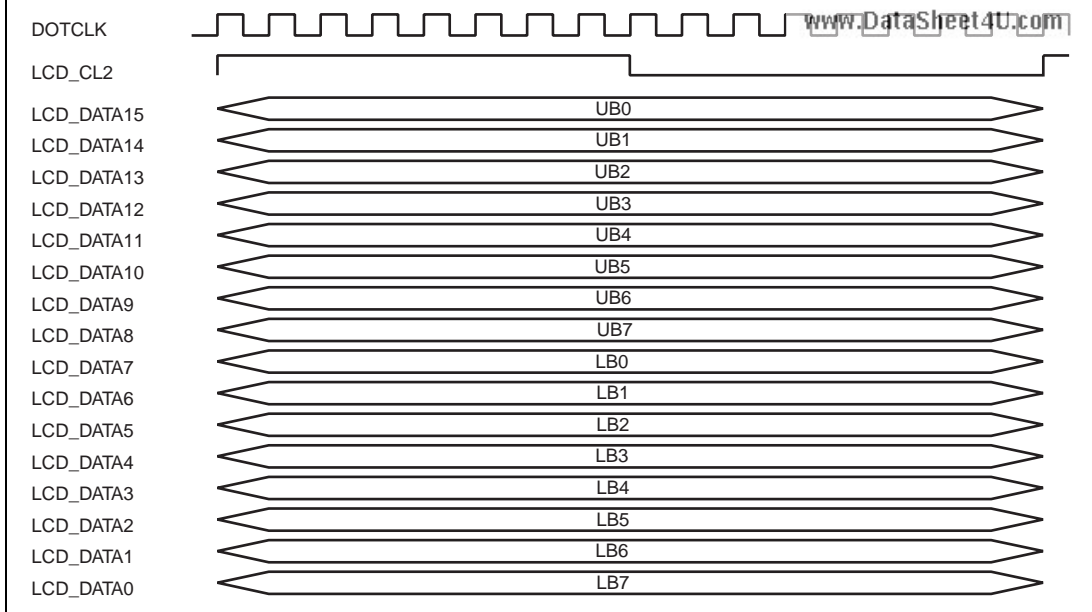 DOTCLK
www.DataSheet4U.com
LCD_CL2
LCD_DATA15 UB0
LCD_DATA14 UB1
LCD_DATA13 UB2
LCD_DATA12 UB3
LCD_DATA11 UB4
LCD_DATA10 UB5
LCD_DATA9 UB6
LCD_DATA8 UB7
LCD_DATA7 LB0
LCD_DATA6 LB1
LCD_DATA5 LB2
LCD_DATA4 LB3
LCD_DATA3 LB4
LCD_DATA2 LB5
LCD_DATA1 LB6
LCD_DATA0 LB7